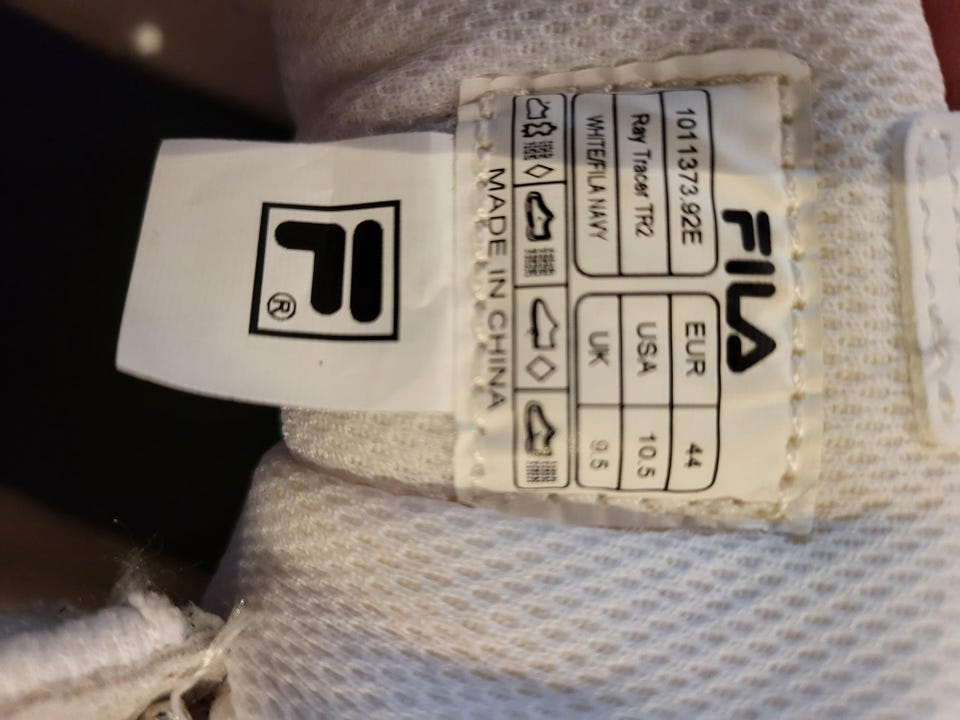 FILA
1011373.92E
Ray Tracer TR2
WHITE/FILA NAVY
EUR 44
USA 10.5
UK 9.5
MADE IN CHINA
F
®